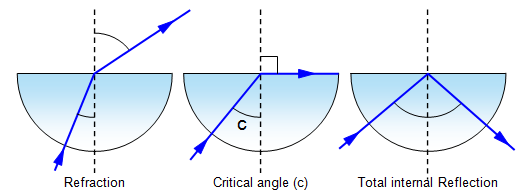 C
Refraction
Critical angle (c)
Total internal Reflection